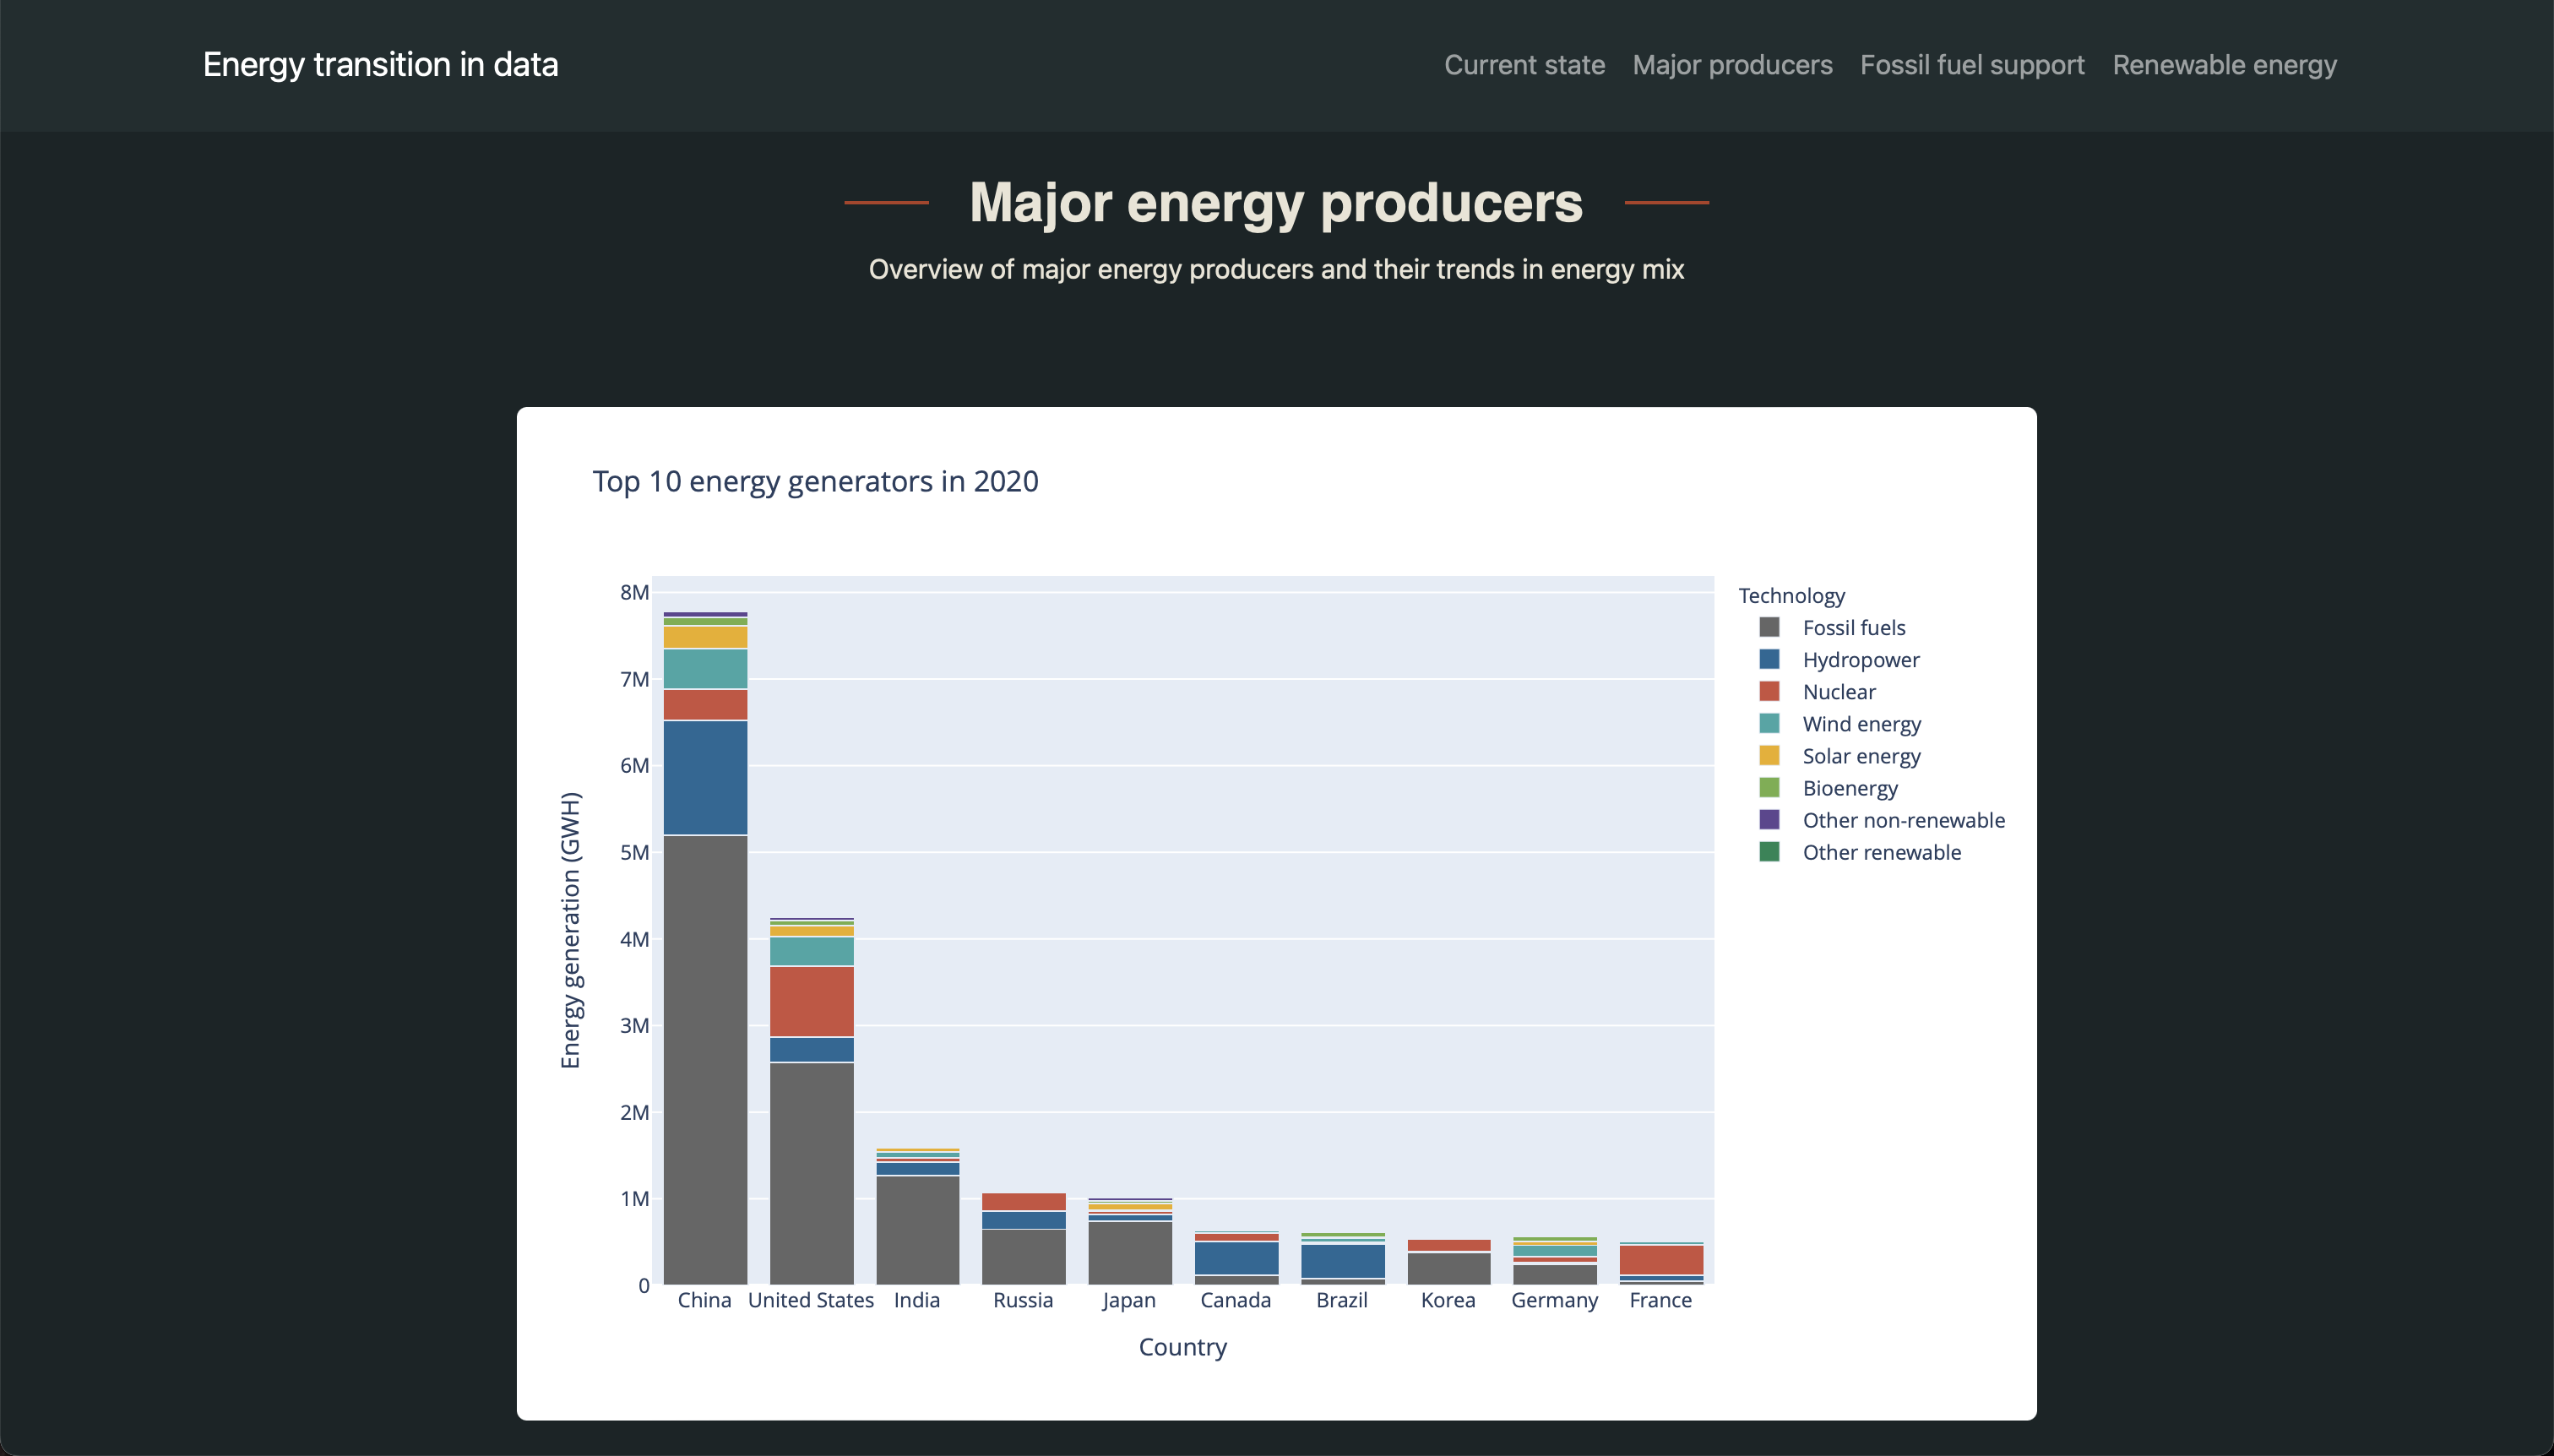 Energy transition in data
Current state Major producers Fossil fuel support Renewable energy
Major energy producers
Overview of major energy producers and their trends in energy mix
Top 10 energy generators in 2020
Energy generation (GWH)
8M
7M
6M
5M
4M
3M
2M
1M
0
China United States India Russia Japan Canada Brazil Korea Germany France
Country
Technology
Fossil fuels
Hydropower
Nuclear
Wind energy
Solar energy
Bioenergy
Other non-renewable
Other renewable